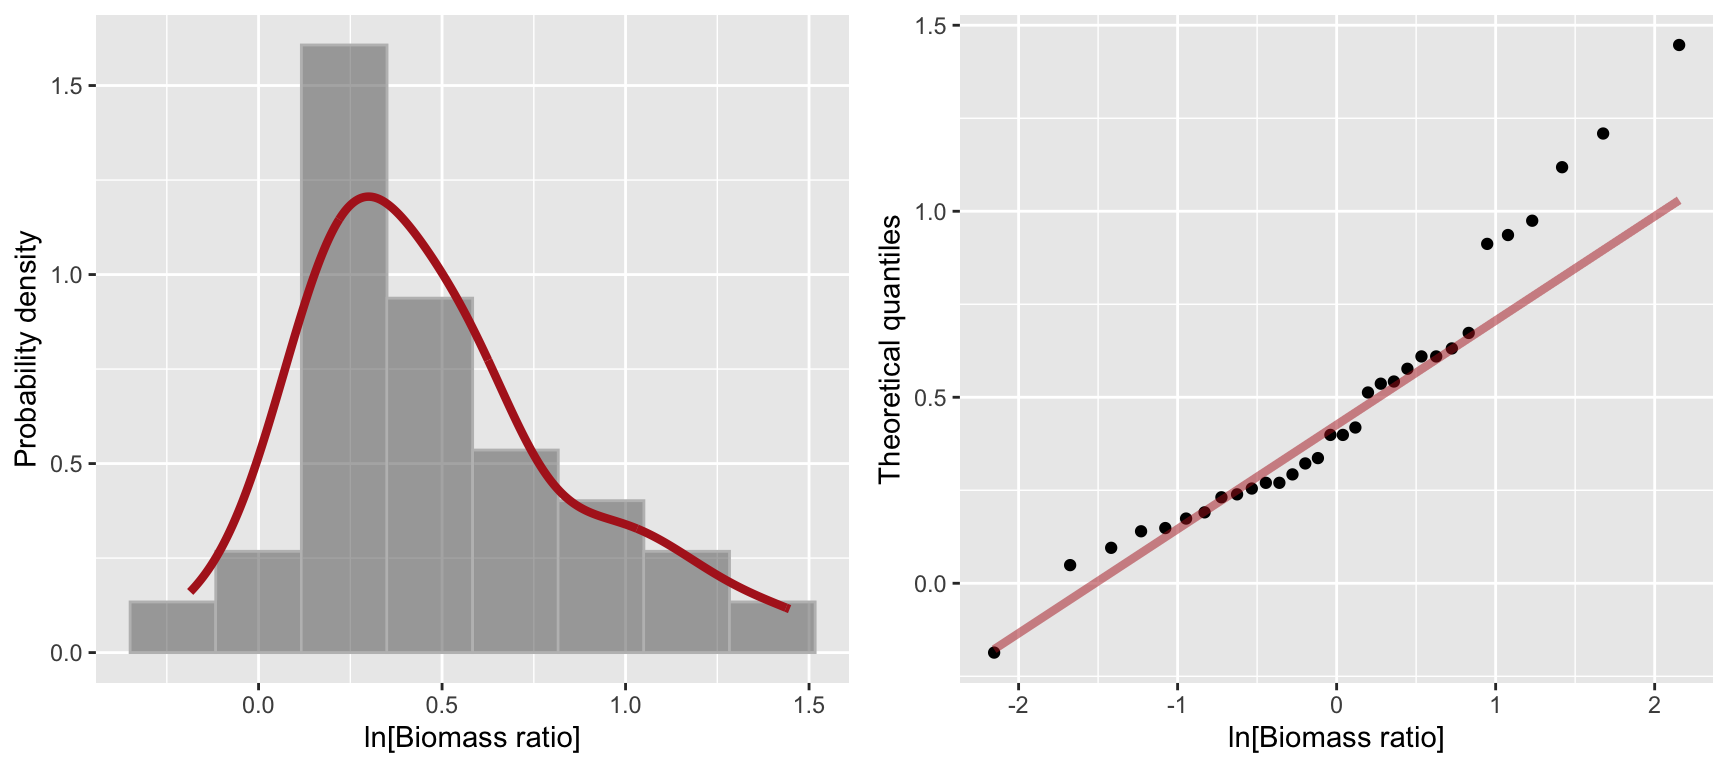 Probability density
1.5
1.0
0.5
0.0
0.0 0.5 1.0 1.5
ln[Biomass ratio]
Theoretical quantiles
1.5
1.0
0.5
0.0
-2 -1 0 1 2
ln[Biomass ratio]